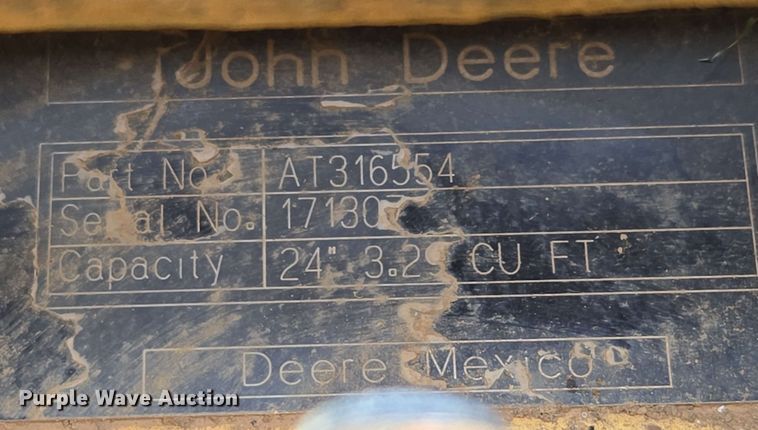 John Deere
Part No. AT316554
Serial No.
Capacity 24" CU FT
Deere Mexico
Purple Wave Auction